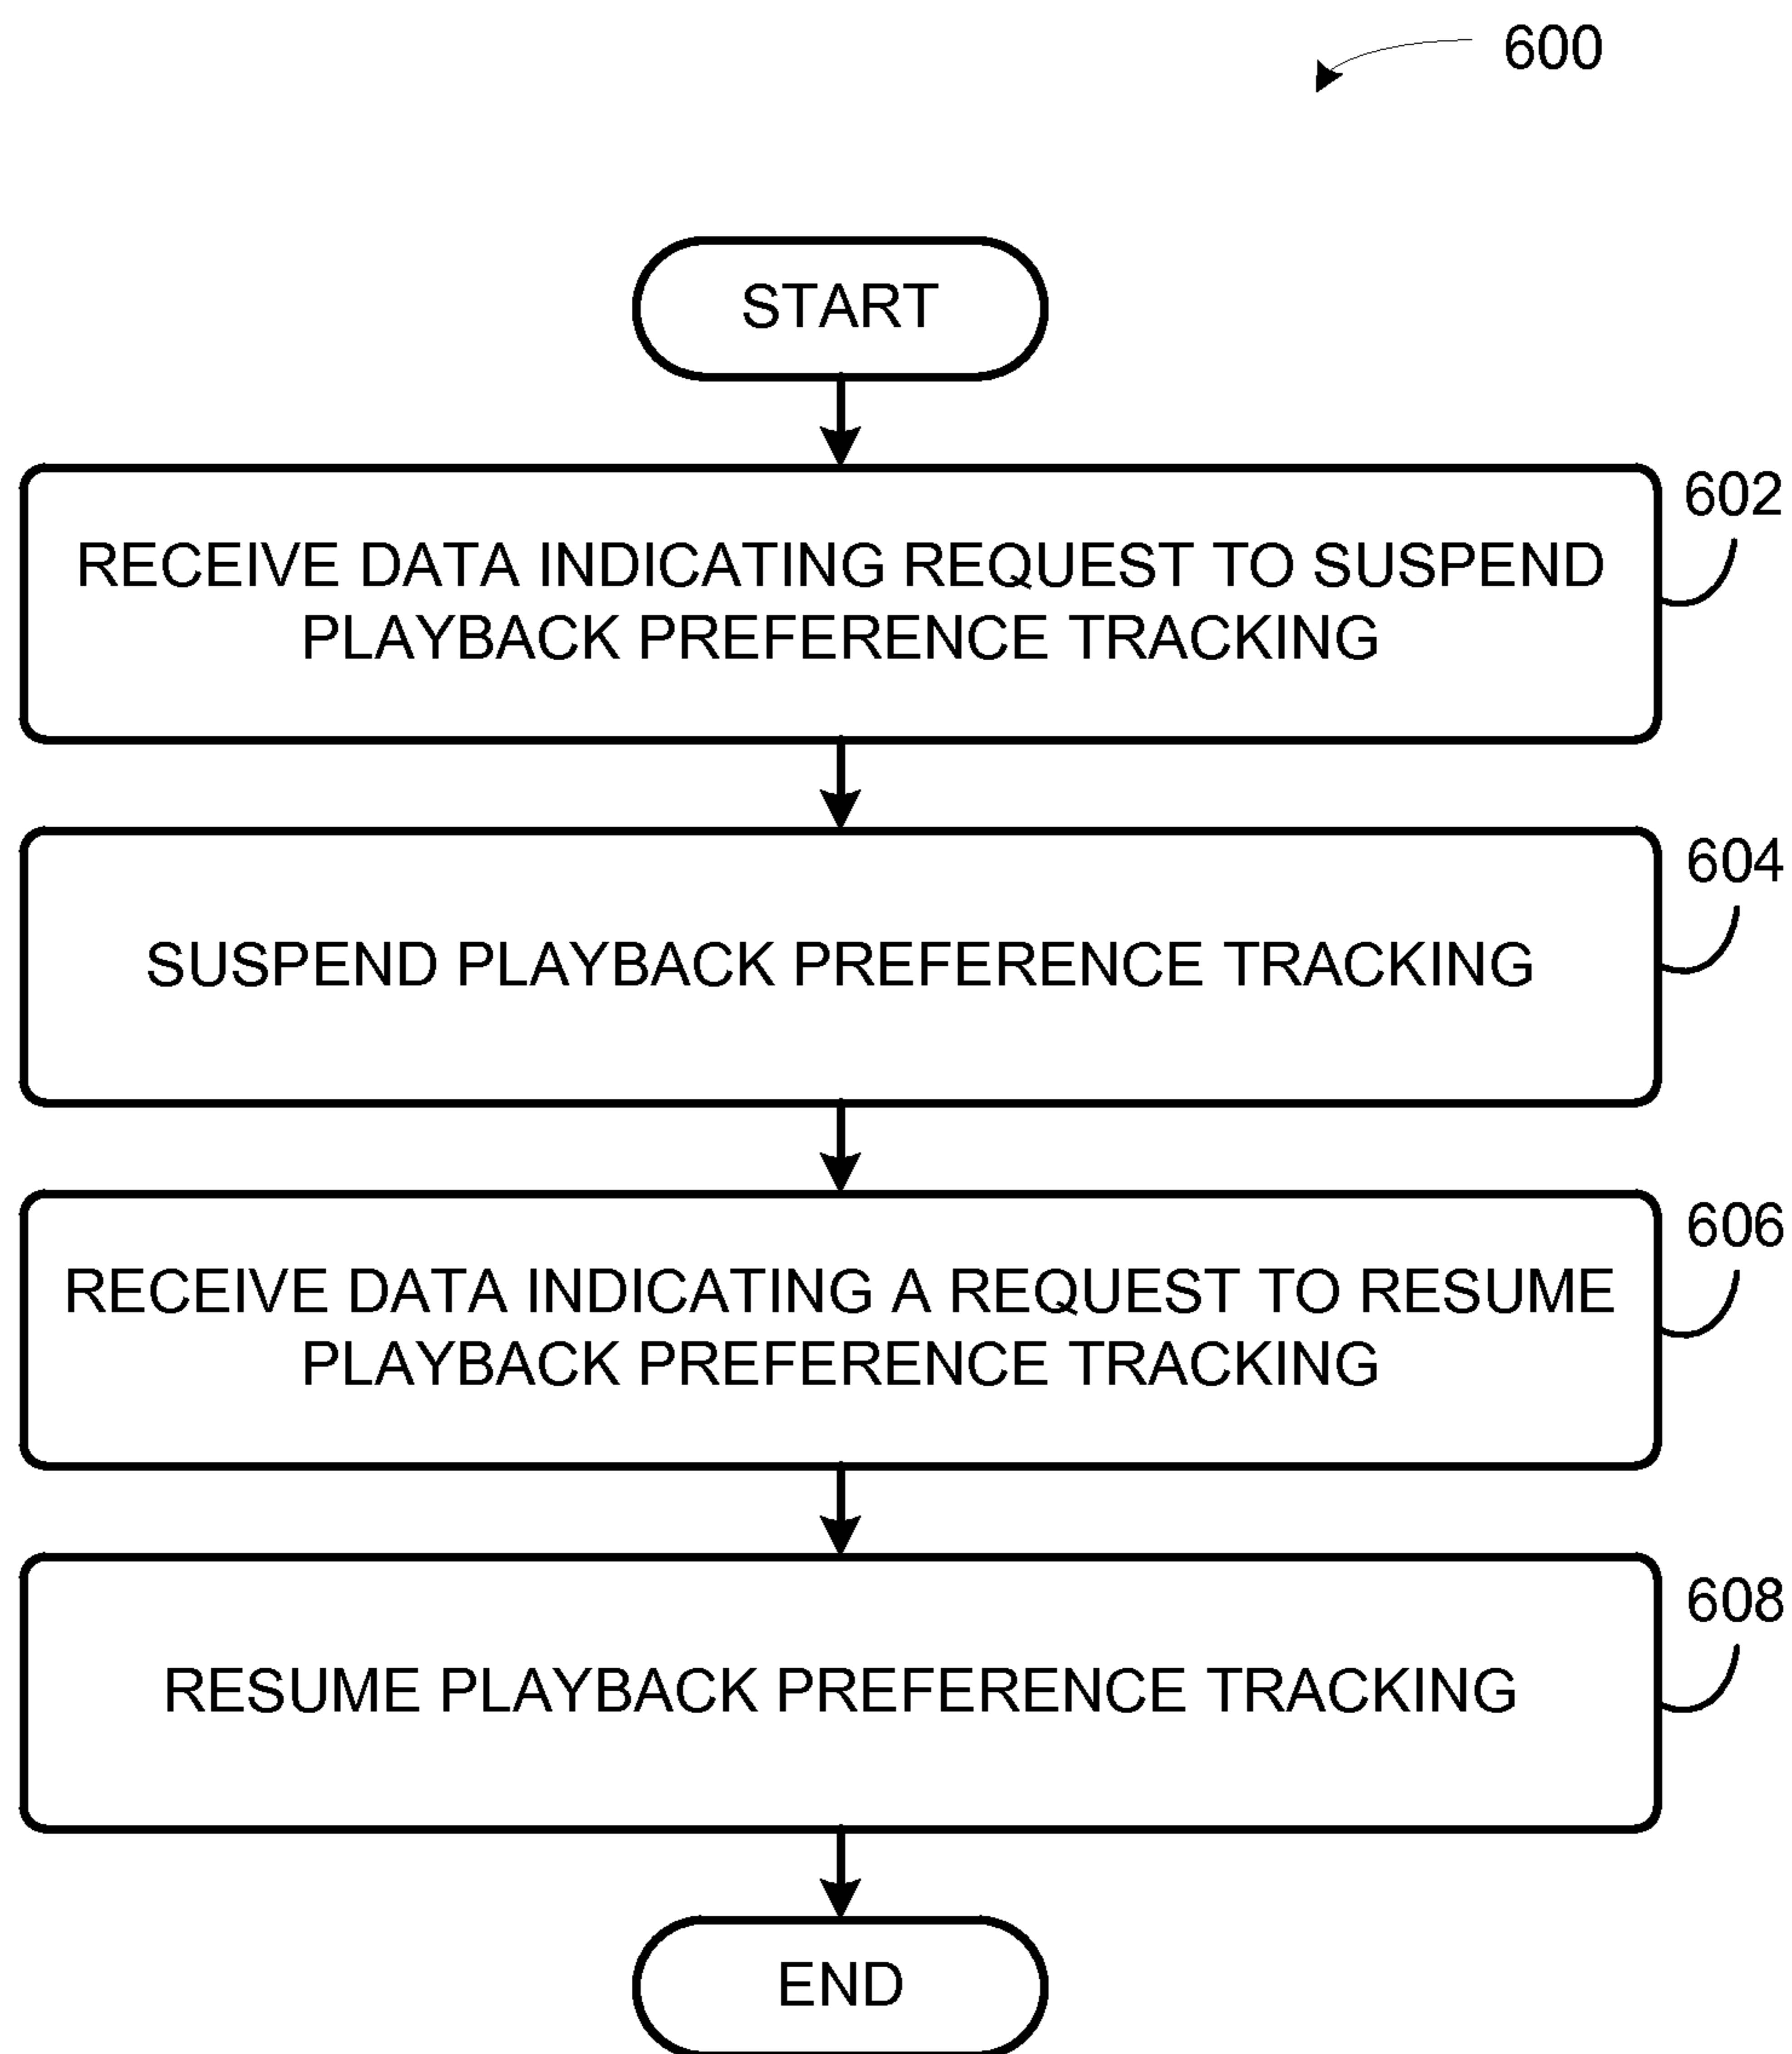 600
START
RECEIVE DATA INDICATING REQUEST TO SUSPEND
PLAYBACK PREFERENCE TRACKING
602
SUSPEND PLAYBACK PREFERENCE TRACKING
604
RECEIVE DATA INDICATING A REQUEST TO RESUME
PLAYBACK PREFERENCE TRACKING
606
RESUME PLAYBACK PREFERENCE TRACKING
608
END